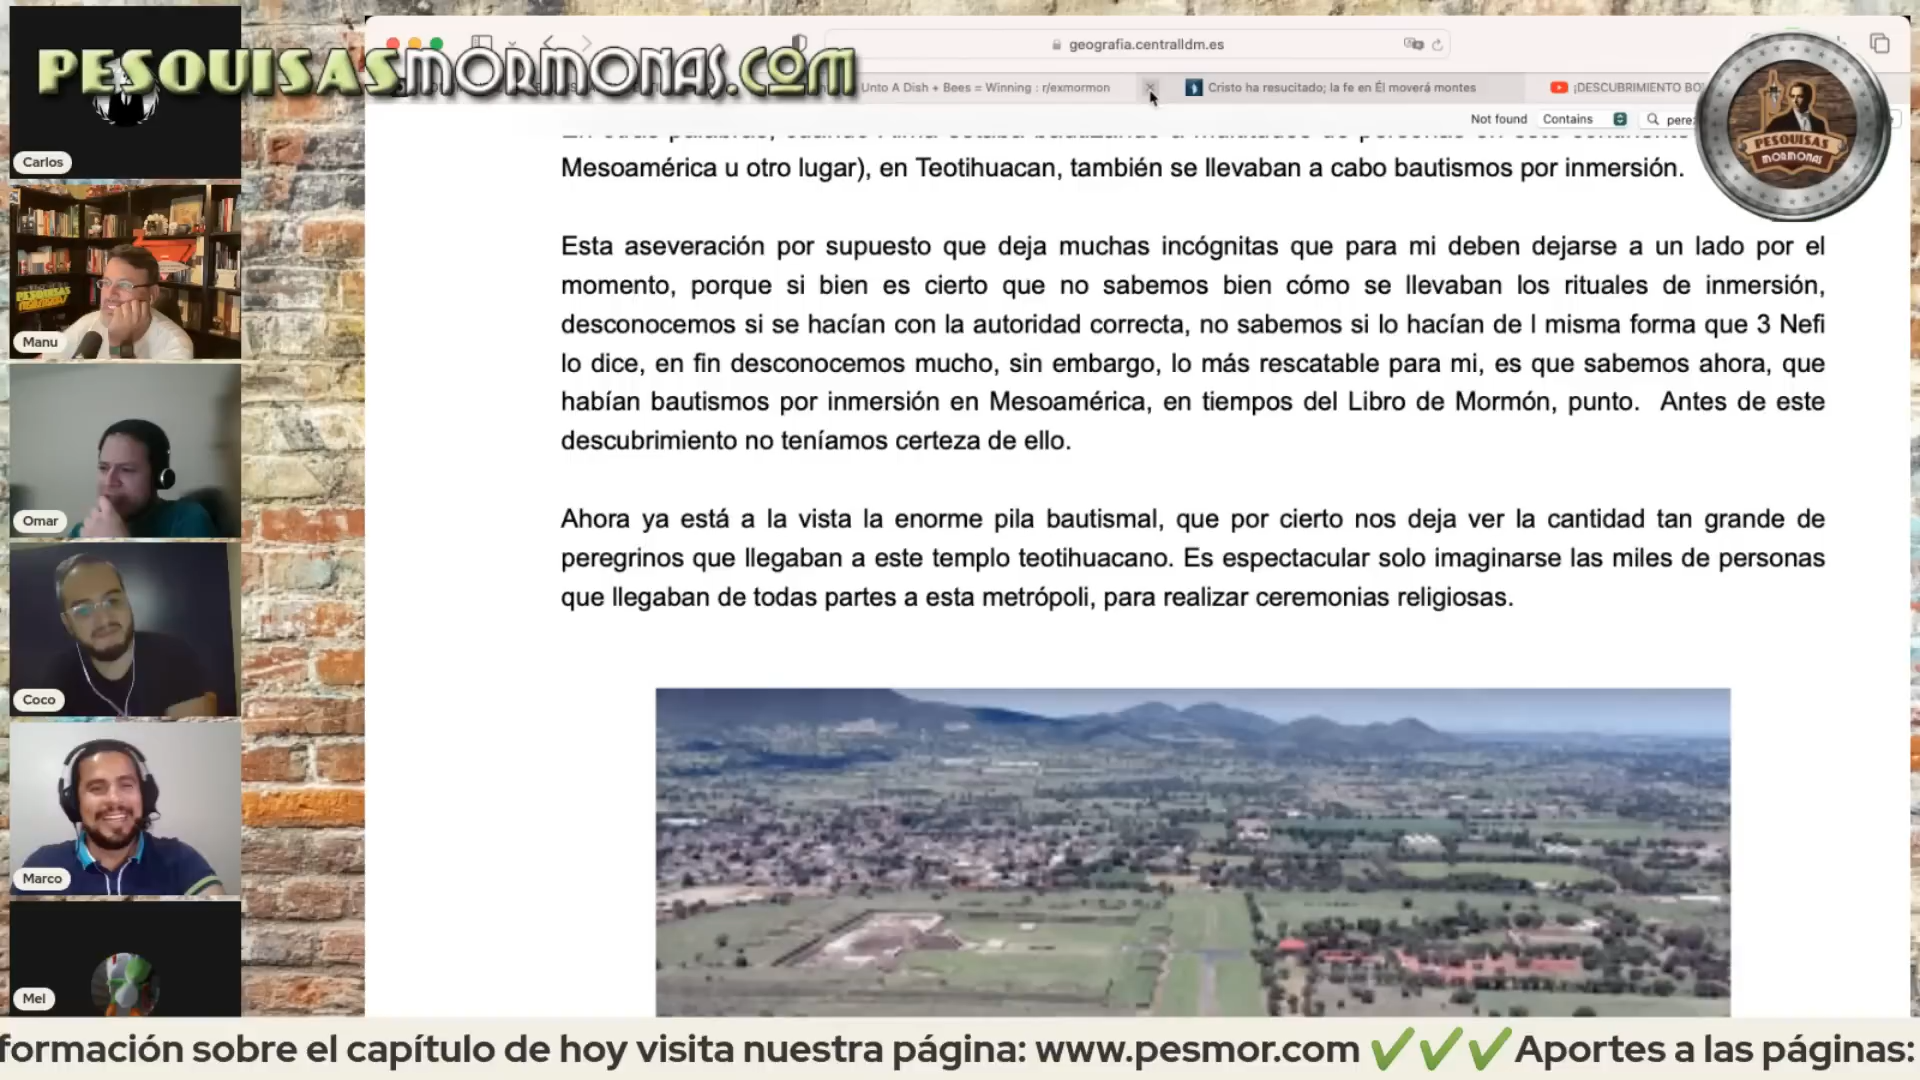 PESQUISASMORMONAS.COM
geografia.centralldm.es
Unto A Dish + Bees = Winning : r/exmormon
Cristo ha resucitado; la fe en Él moverá montes
¡DESCUBRIMIENTO BO
Not found
Contains
pere
PESQUISAS
MORMONAS
Mesoamérica u otro lugar), en Teotihuacan, también se llevaban a cabo bautismos por inmersión.
Esta aseveración por supuesto que deja muchas incógnitas que para mi deben dejarse a un lado por el
momento, porque si bien es cierto que no sabemos bien cómo se llevaban los rituales de inmersión,
desconocemos si se hacían con la autoridad correcta, no sabemos si lo hacían de l misma forma que 3 Nefi
lo dice, en fin desconocemos mucho, sin embargo, lo más rescatable para mi, es que sabemos ahora, que
habían bautismos por inmersión en Mesoamérica, en tiempos del Libro de Mormón, punto. Antes de este
descubrimiento no teníamos certeza de ello.
Ahora ya está a la vista la enorme pila bautismal, que por cierto nos deja ver la cantidad tan grande de
peregrinos que llegaban a este templo teotihuacano. Es espectacular solo imaginarse las miles de personas
que llegaban de todas partes a esta metrópoli, para realizar ceremonias religiosas.
Carlos
Manu
PESQUISAS
Omar
Coco
Marco
Mel
formación sobre el capítulo de hoy visita nuestra página: www.pesmor.com ✓✓✓ Aportes a las páginas: